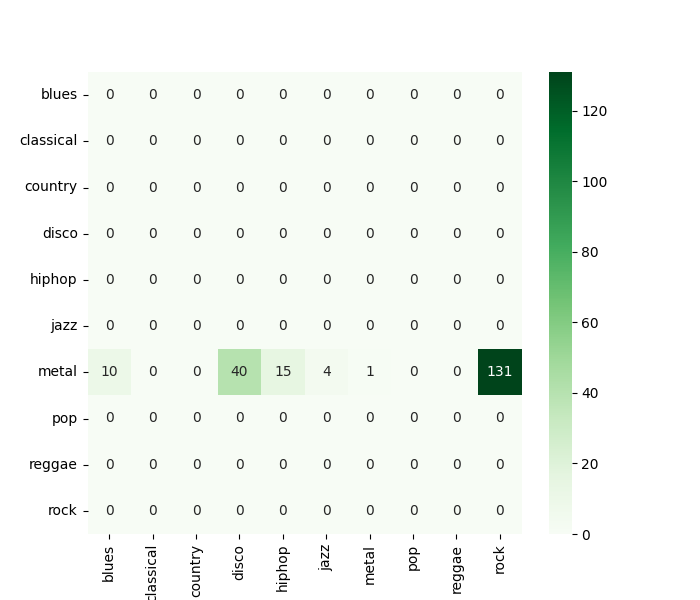 blues 0 0 0 0 0 0 0 0 0 0
120
classical 0 0 0 0 0 0 0 0 0 0
100
country 0 0 0 0 0 0 0 0 0 0
disco 0 0 0 0 0 0 0 0 0 0
80
hiphop 0 0 0 0 0 0 0 0 0 0
60
jazz 0 0 0 0 0 0 0 0 0 0
metal 10 0 0 40 15 4 1 0 0 131
40
pop 0 0 0 0 0 0 0 0 0 0
20
reggae 0 0 0 0 0 0 0 0 0 0
rock 0 0 0 0 0 0 0 0 0 0
0
blues classical country disco hiphop jazz metal pop reggae rock